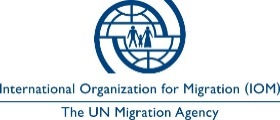 International Organization for Migration (IOM)
The UN Migration Agency